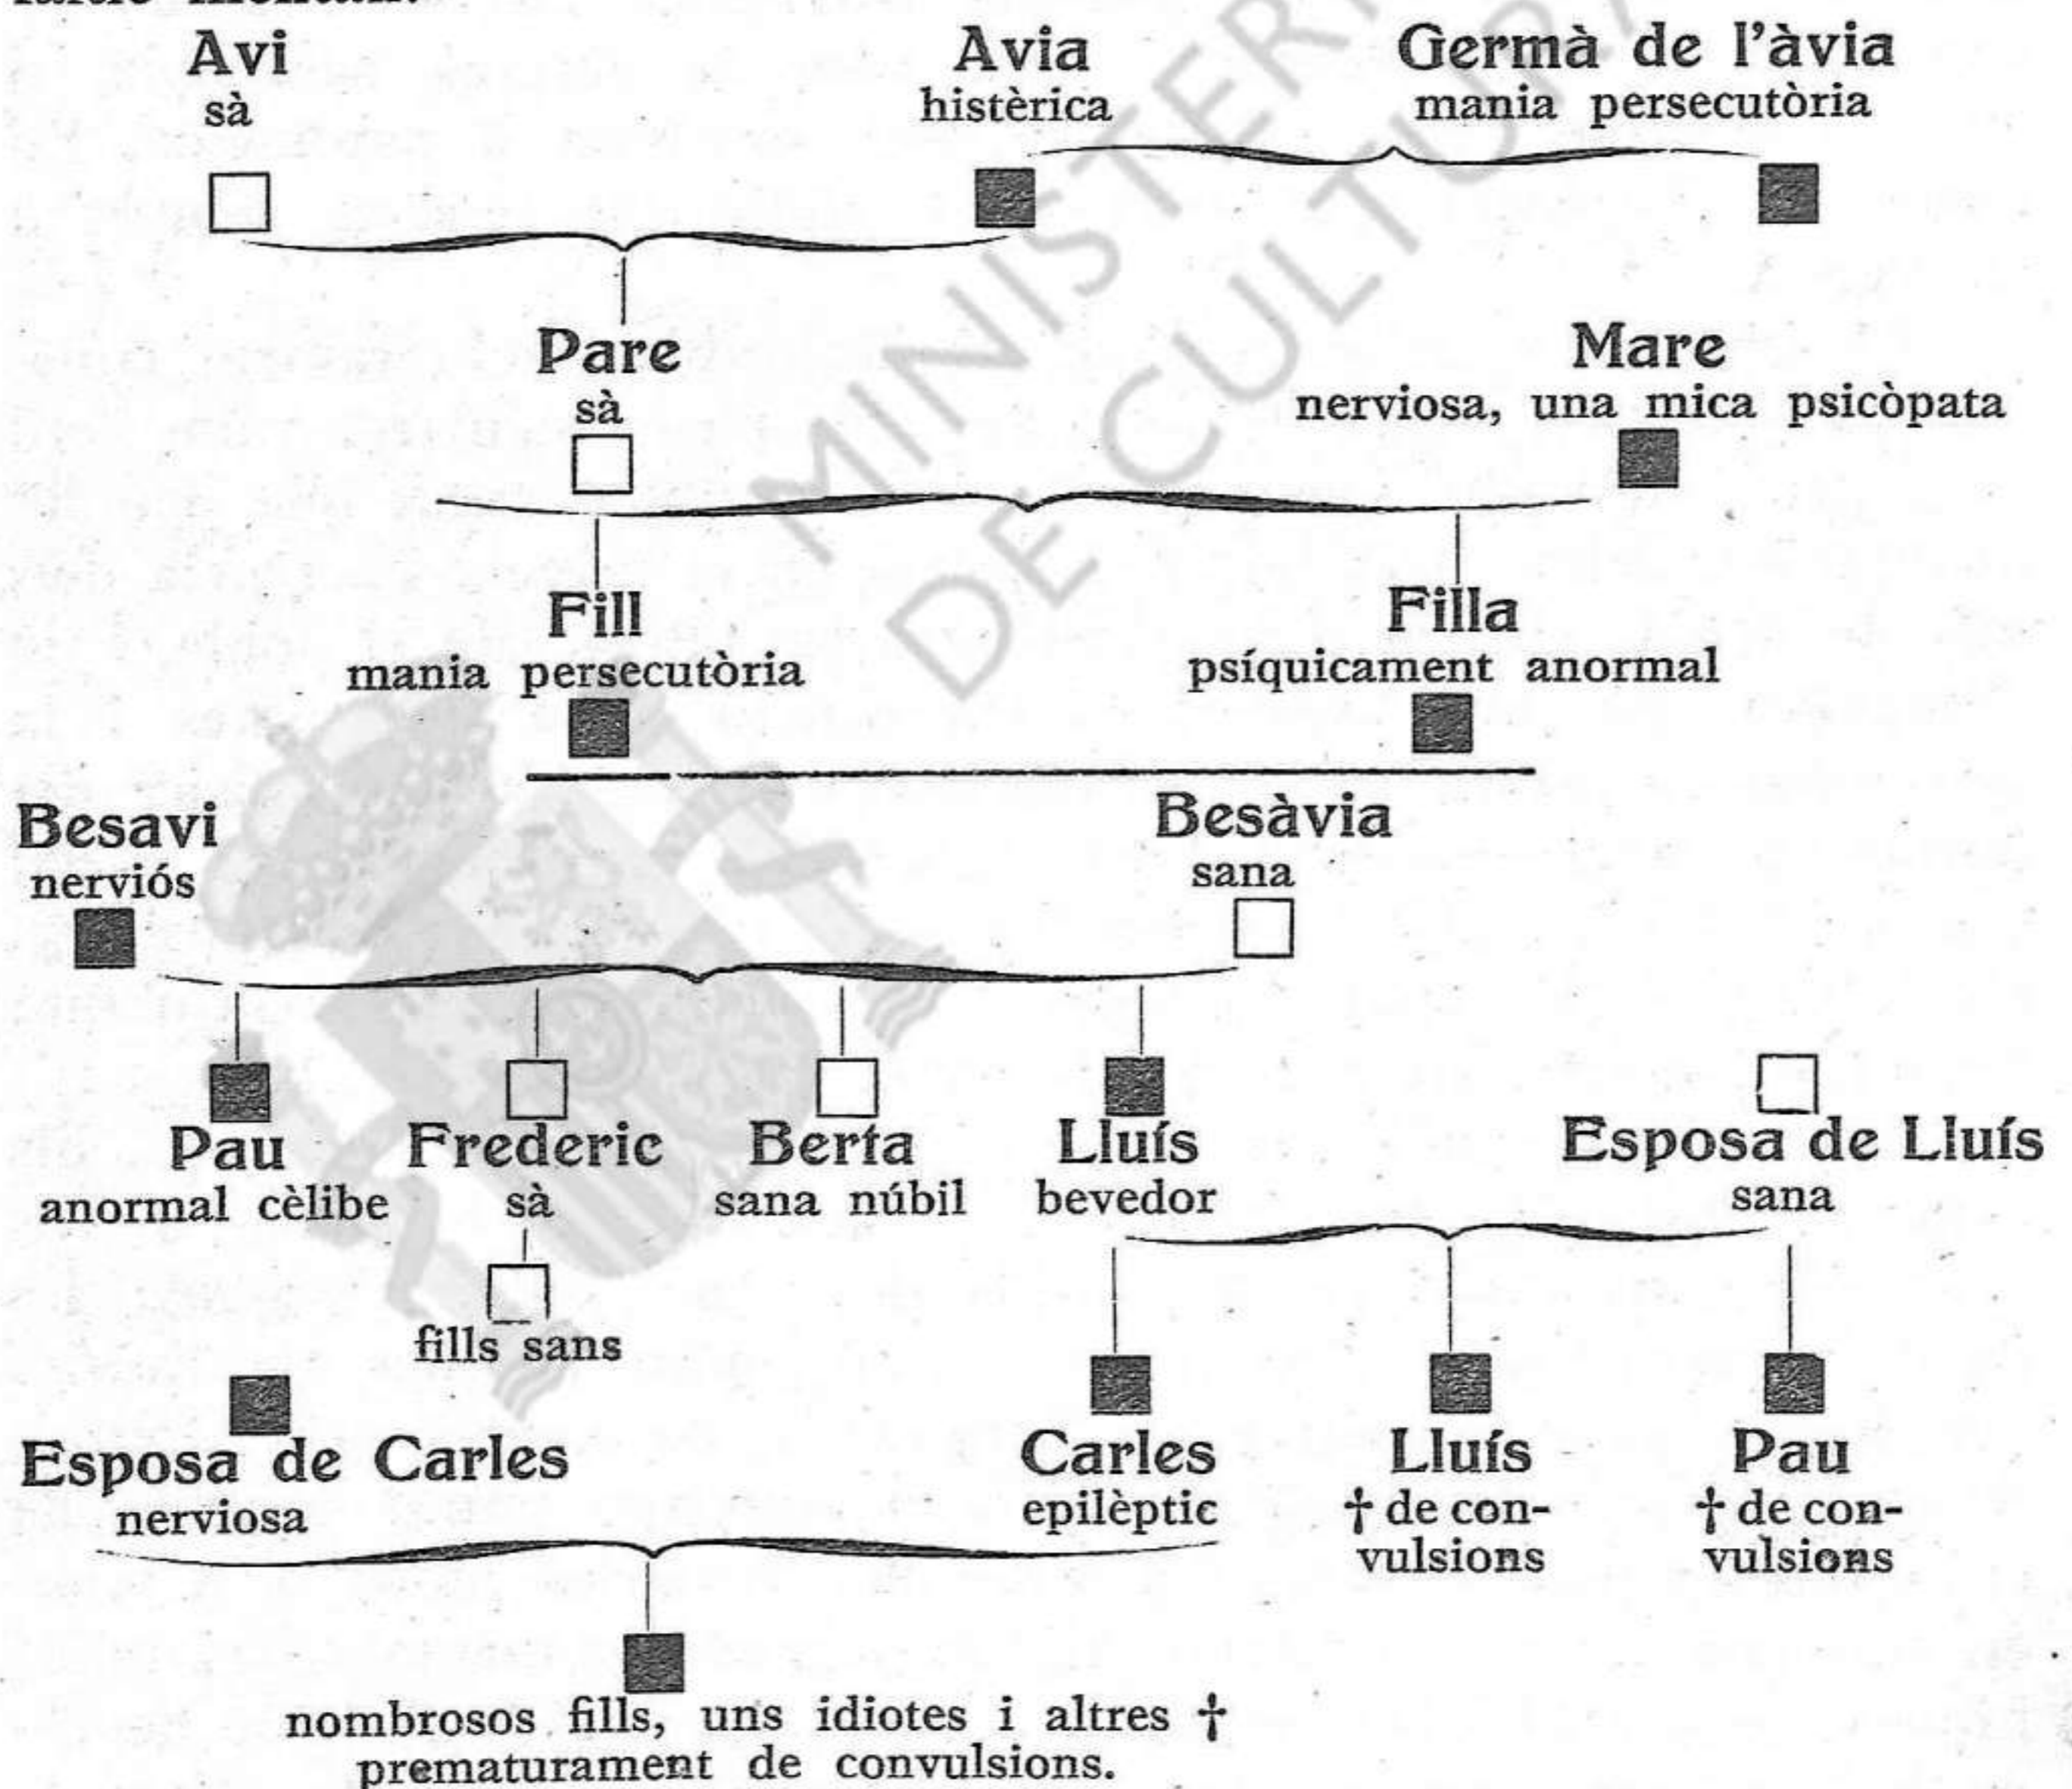 Avi
sà
Avia
histèrica
Germà de l'àvia
mania persecutòria
Pare
sà
Mare
nerviosa, una mica psicòpata
Fill
mania persecutòria
Filla
psíquicament anormal
Besavi
nerviós
Besàvia
sana
Pau
anormal cèlibe
Frederic
sà
Berta
sana núbil
Lluís
bevedor
Esposa de Lluís
sana
fills sans
Esposa de Carles
nerviosa
Carles
epilèptic
Lluís
† de con-
vulsions
Pau
† de con-
vulsions
nombrosos fills, uns idiotes i altres †
prematurament de convulsions.
MINISTERI
DE CULTURA